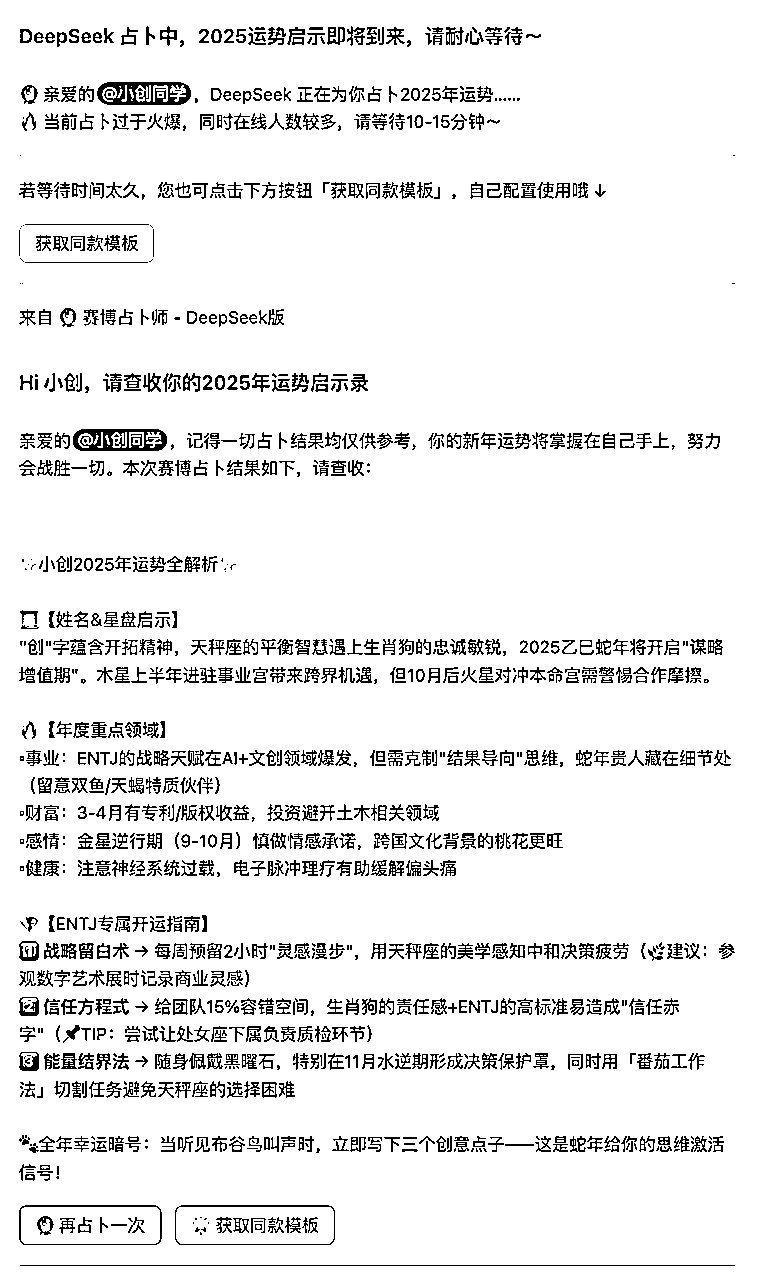 DeepSeek 占卜中，2025运势启示即将到来，请耐心等待～
🔮 亲爱的 @小创同学 ，DeepSeek 正在为你占卜2025年运势……
🔥 当前占卜过于火爆，同时在线人数较多，请等待10-15分钟～
若等待时间太久，您也可点击下方按钮「获取同款模板」，自己配置使用哦 ↓
获取同款模板
来自 🔮 赛博占卜师 - DeepSeek版
Hi 小创，请查收你的2025年运势启示录
亲爱的 @小创同学 ，记得一切占卜结果均仅供参考，你的新年运势将掌握在自己手上，努力
会战胜一切。本次赛博占卜结果如下，请查收：
✨小创2025年运势全解析✨
【姓名&星盘启示】
"创"字蕴含开拓精神，天秤座的平衡智慧遇上生肖狗的忠诚敏锐，2025乙巳蛇年将开启"谋略
增值期"。木星上半年进驻事业宫带来跨界机遇，但10月后火星对冲本命宫需警惕合作摩擦。
🔥【年度重点领域】
▫事业：ENTJ的战略天赋在AI+文创领域爆发，但需克制"结果导向"思维，蛇年贵人藏在细节处
（留意双鱼/天蝎特质伙伴）
▫财富：3-4月有专利/版权收益，投资避开土木相关领域
▫感情：金星逆行期（9-10月）慎做情感承诺，跨国文化背景的桃花更旺
▫健康：注意神经系统过载，电子脉冲理疗有助缓解偏头痛
【ENTJ专属开运指南】
1️⃣ 战略留白术 → 每周预留2小时"灵感漫步"，用天秤座的美学感知中和决策疲劳（🌿建议：参
观数字艺术展时记录商业灵感）
2️⃣ 信任方程式 → 给团队15%容错空间，生肖狗的责任感+ENTJ的高标准易造成"信任赤
字"（📌TIP：尝试让处女座下属负责质检环节）
3️⃣ 能量结界法 → 随身佩戴黑曜石，特别在11月水逆期形成决策保护罩，同时用「番茄工作
法」切割任务避免天秤座的选择困难
🐾全年幸运暗号：当听见布谷鸟叫声时，立即写下三个创意点子——这是蛇年给你的思维激活
信号！
🔮 再占卜一次 ✨ 获取同款模板